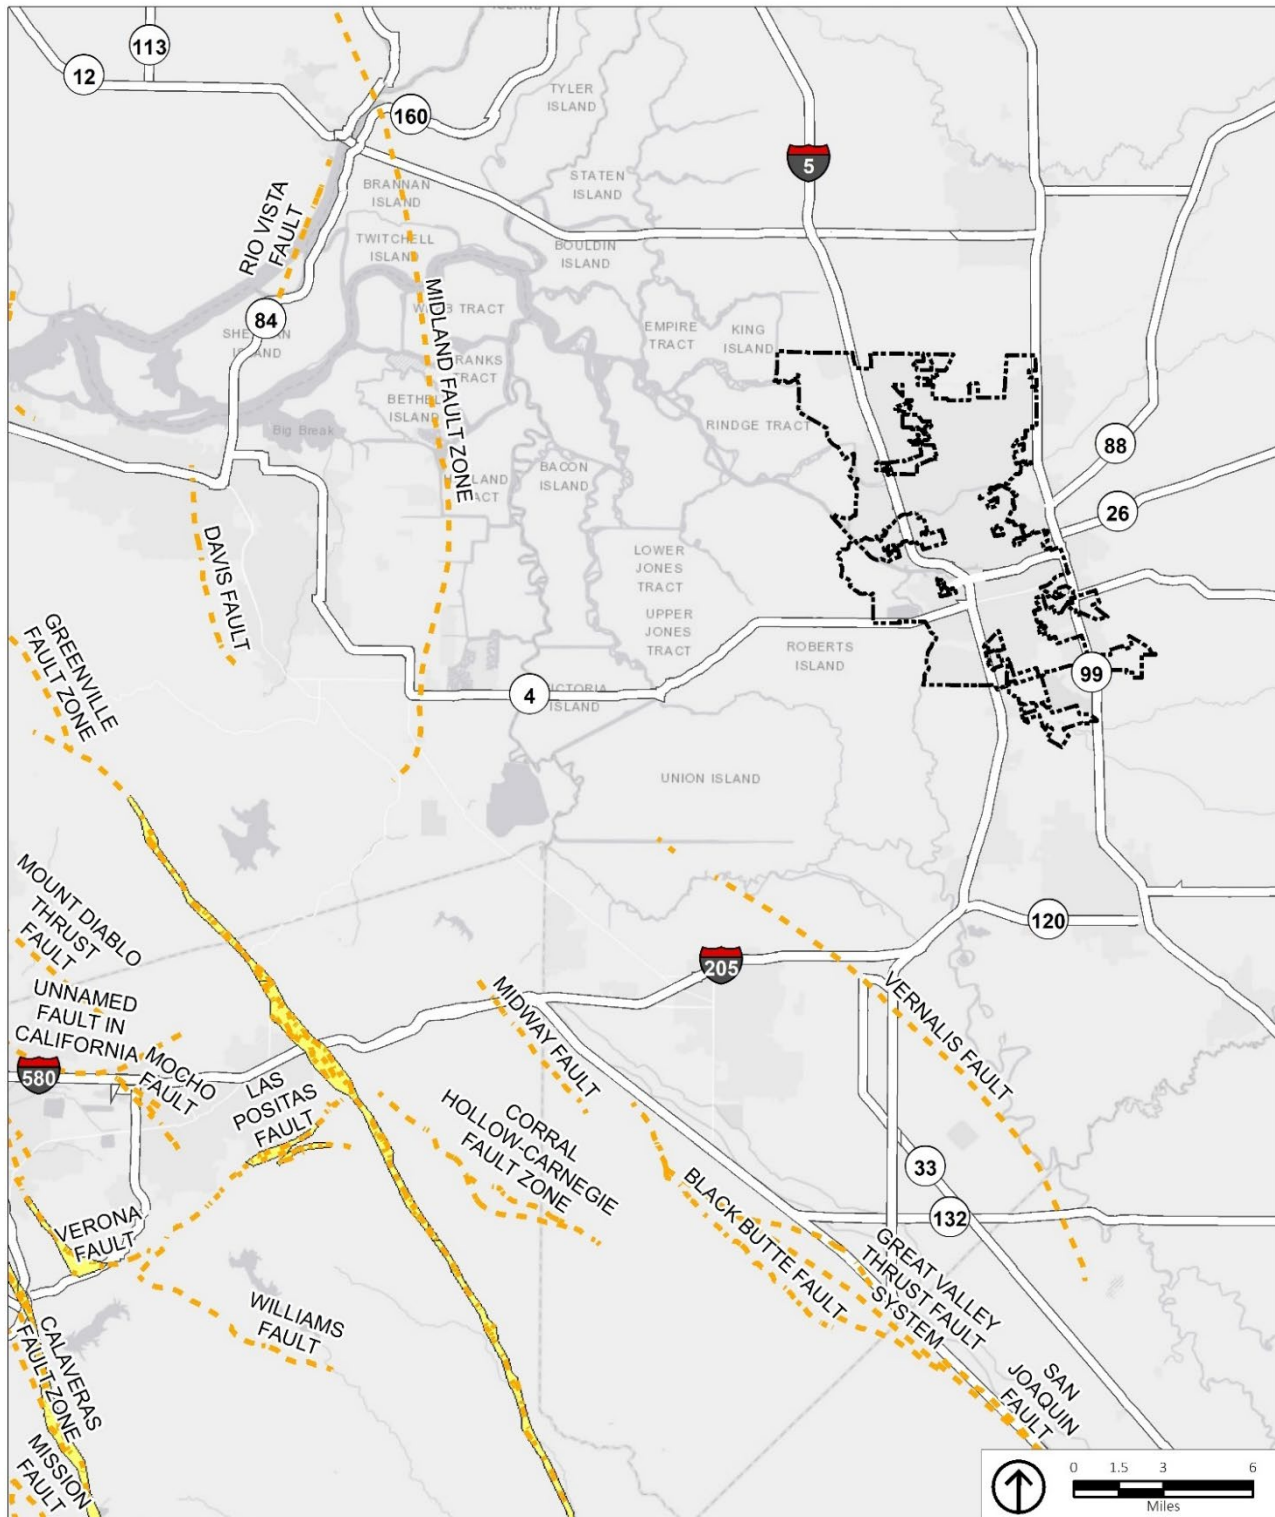 ISLAND
113
12
160
TYLER
ISLAND
5
STATEN
ISLAND
BRANNAN
ISLAND
RIO VISTA
FAULT
TWITCHELL
ISLAND
BOULDIN
ISLAND
MIDLAND FAULT ZONE
TRACT
84
EMPIRE
TRACT
KING
ISLAND
ISLAND
TRACT
BETHEL
ISLAND
RINDGE TRACT
Big Break
88
BACON
ISLAND
26
DAVIS FAULT
LOWER
JONES
TRACT
UPPER
JONES
TRACT
ROBERTS
ISLAND
GREENVILLE
FAULT ZONE
99
4
ISLAND
UNION ISLAND
MOUNT DIABLO
THRUST
FAULT
120
205
UNNAMED
FAULT IN
CALIFORNIA
MIDWAY FAULT
VERNALIS FAULT
580
MOCHO
FAULT
LAS
POSITAS
FAULT
CORRAL
HOLLOW-CARNEGIE
FAULT ZONE
33
132
BLACK BUTTE FAULT
VERONA
FAULT
GREAT VALLEY
THRUST FAULT
SYSTEM
WILLIAMS
FAULT
CALAVERAS
FAULT ZONE
SAN
JOAQUIN
FAULT
MISSION
FAULT
0 1.5 3 6
Miles